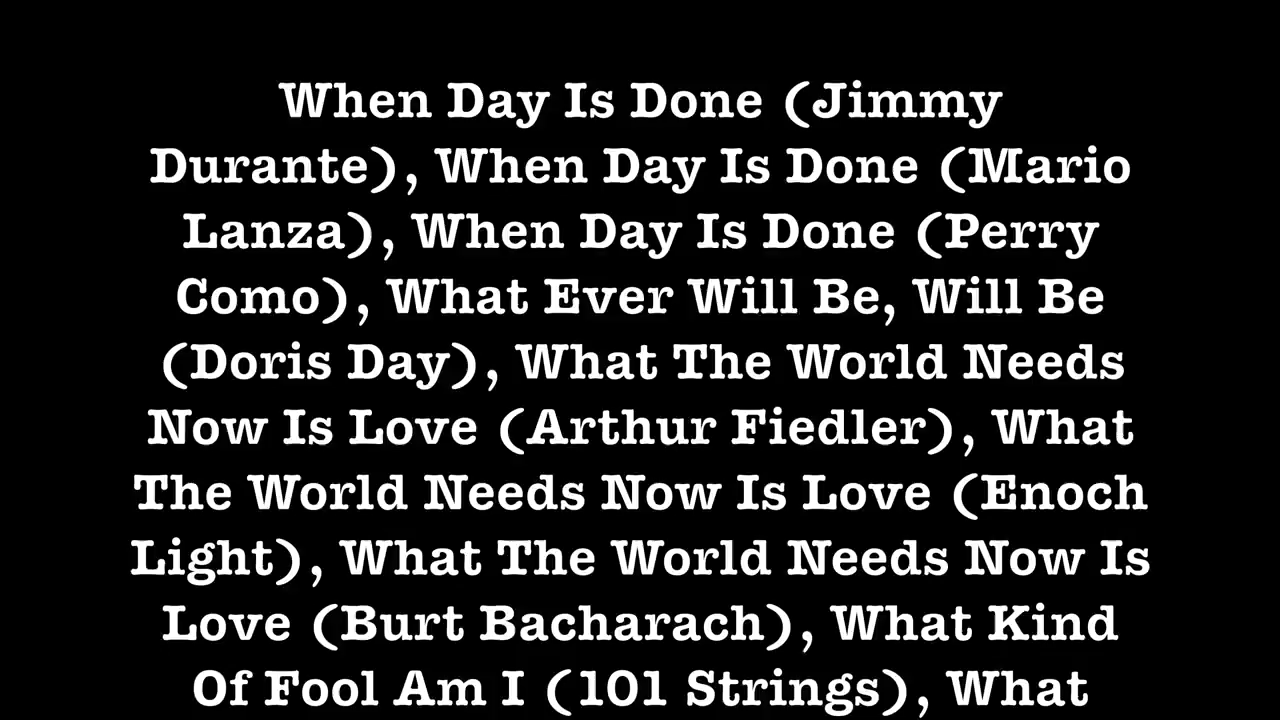 When Day Is Done (Jimmy
Durante), When Day Is Done (Mario
Lanza), When Day Is Done (Perry
Como), What Ever Will Be, Will Be
(Doris Day), What The World Needs
Now Is Love (Arthur Fiedler), What
The World Needs Now Is Love (Enoch
Light), What The World Needs Now Is
Love (Burt Bacharach), What Kind
Of Fool Am I (101 Strings), What